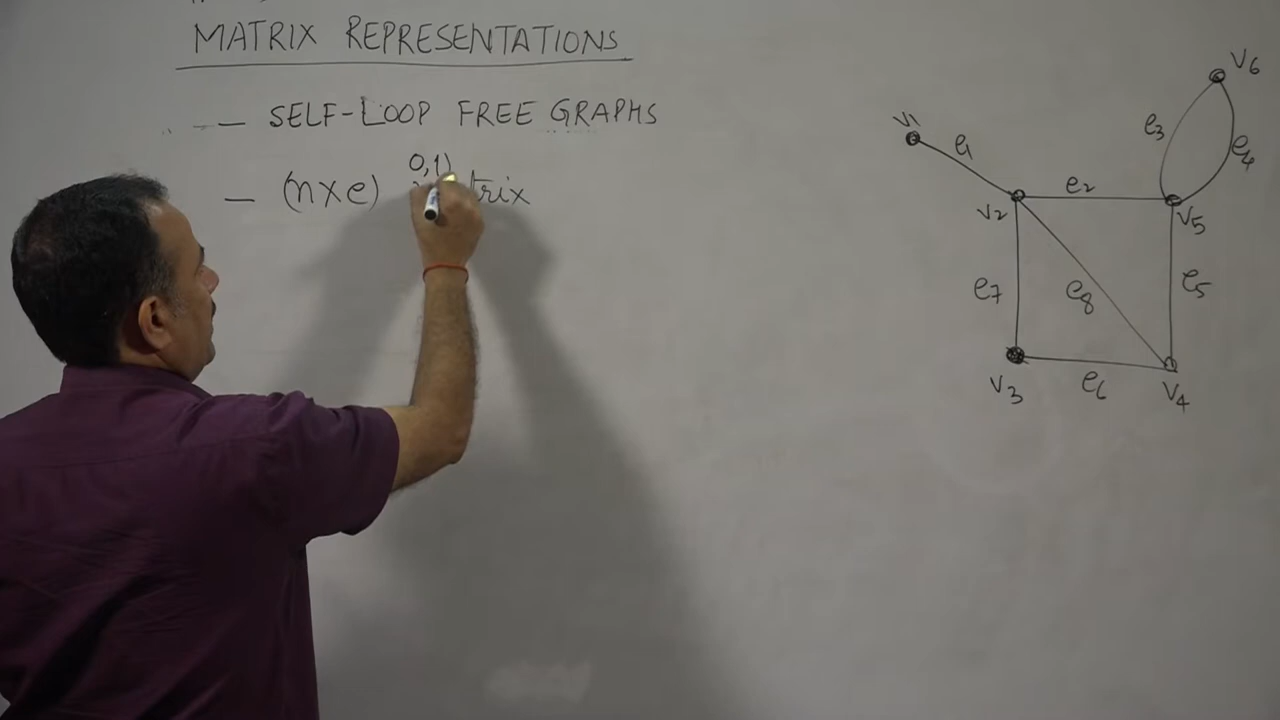 MATRIX REPRESENTATIONS
— SELF-LOOP FREE GRAPHS
0,1)
— (n×e)
v1
e1
v2
e2
e3
v6
e4
v5
e7
e8
e5
v3
e6
v4